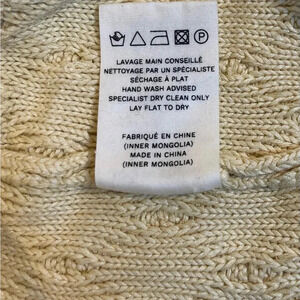 P
LAVAGE MAIN CONSEILLÉ
NETTOYAGE PAR UN SPÉCIALISTE
SÉCHAGE À PLAT
HAND WASH ADVISED
SPECIALIST DRY CLEAN ONLY
LAY FLAT TO DRY
FABRIQUÉ EN CHINE
(INNER MONGOLIA)
MADE IN CHINA
(INNER MONGOLIA)